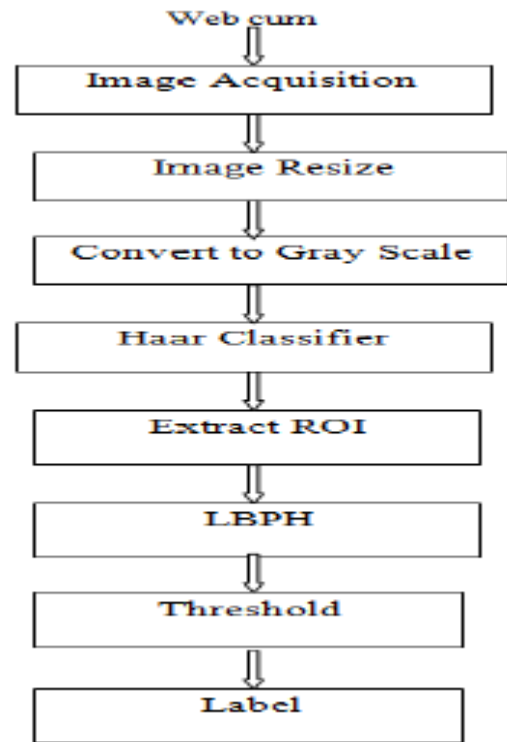 Web cum
Image Acquisition
Image Resize
Convert to Gray Scale
Haar Classifier
Extract ROI
LBPH
Threshold
Label